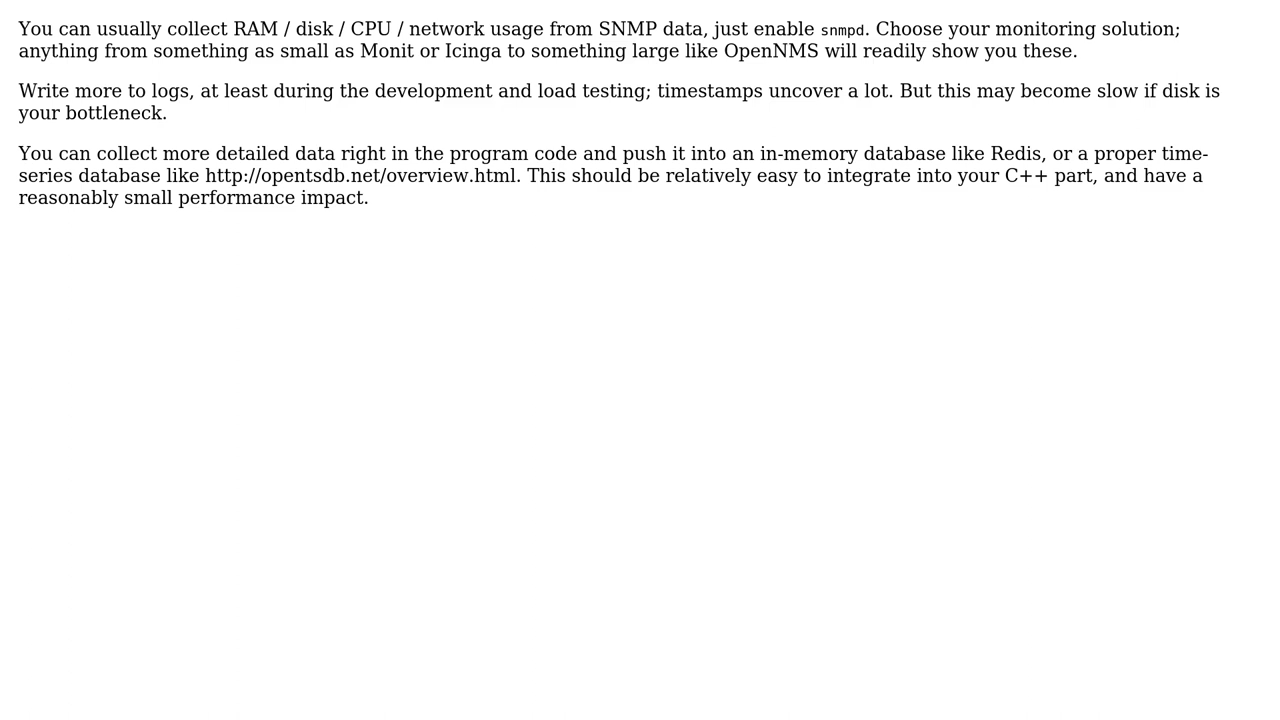 You can usually collect RAM / disk / CPU / network usage from SNMP data, just enable snmpd. Choose your monitoring solution;
anything from something as small as Monit or Icinga to something large like OpenNMS will readily show you these.
Write more to logs, at least during the development and load testing; timestamps uncover a lot. But this may become slow if disk is
your bottleneck.
You can collect more detailed data right in the program code and push it into an in-memory database like Redis, or a proper time-
series database like http://opentsdb.net/overview.html. This should be relatively easy to integrate into your C++ part, and have a
reasonably small performance impact.